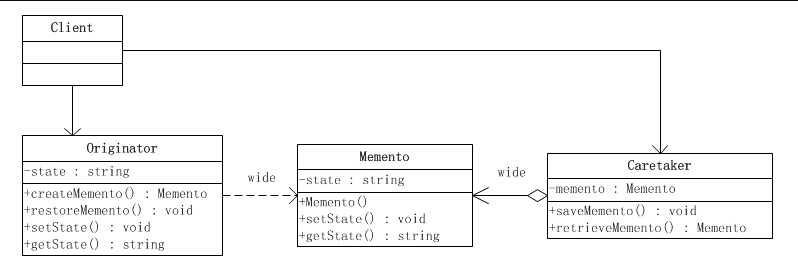 Client
Originator
-state : string
+createMemento() : Memento
+restoreMemento() : void
+setState() : void
+getState() : string
wide
Memento
-state : string
+Memento()
+setState() : void
+getState() : string
wide
Caretaker
-memento : Memento
+saveMemento() : void
+retrieveMemento() : Memento